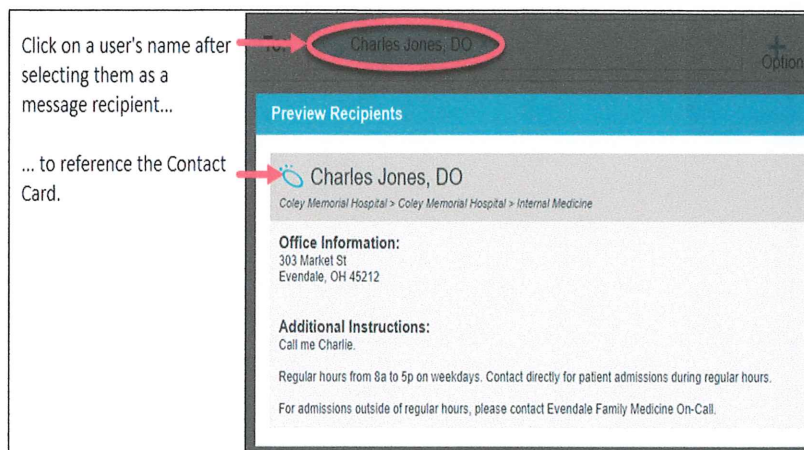 Click on a user's name after
selecting them as a
message recipient...
... to reference the Contact
Card.
To:
Charles Jones, DO
Option
Preview Recipients
Charles Jones, DO
Coley Memorial Hospital > Coley Memorial Hospital > Internal Medicine
Office Information:
303 Market St
Evendale, OH 45212
Additional Instructions:
Call me Charlie.
Regular hours from 8a to 5p on weekdays. Contact directly for patient admissions during regular hours.
For admissions outside of regular hours, please contact Evendale Family Medicine On-Call.